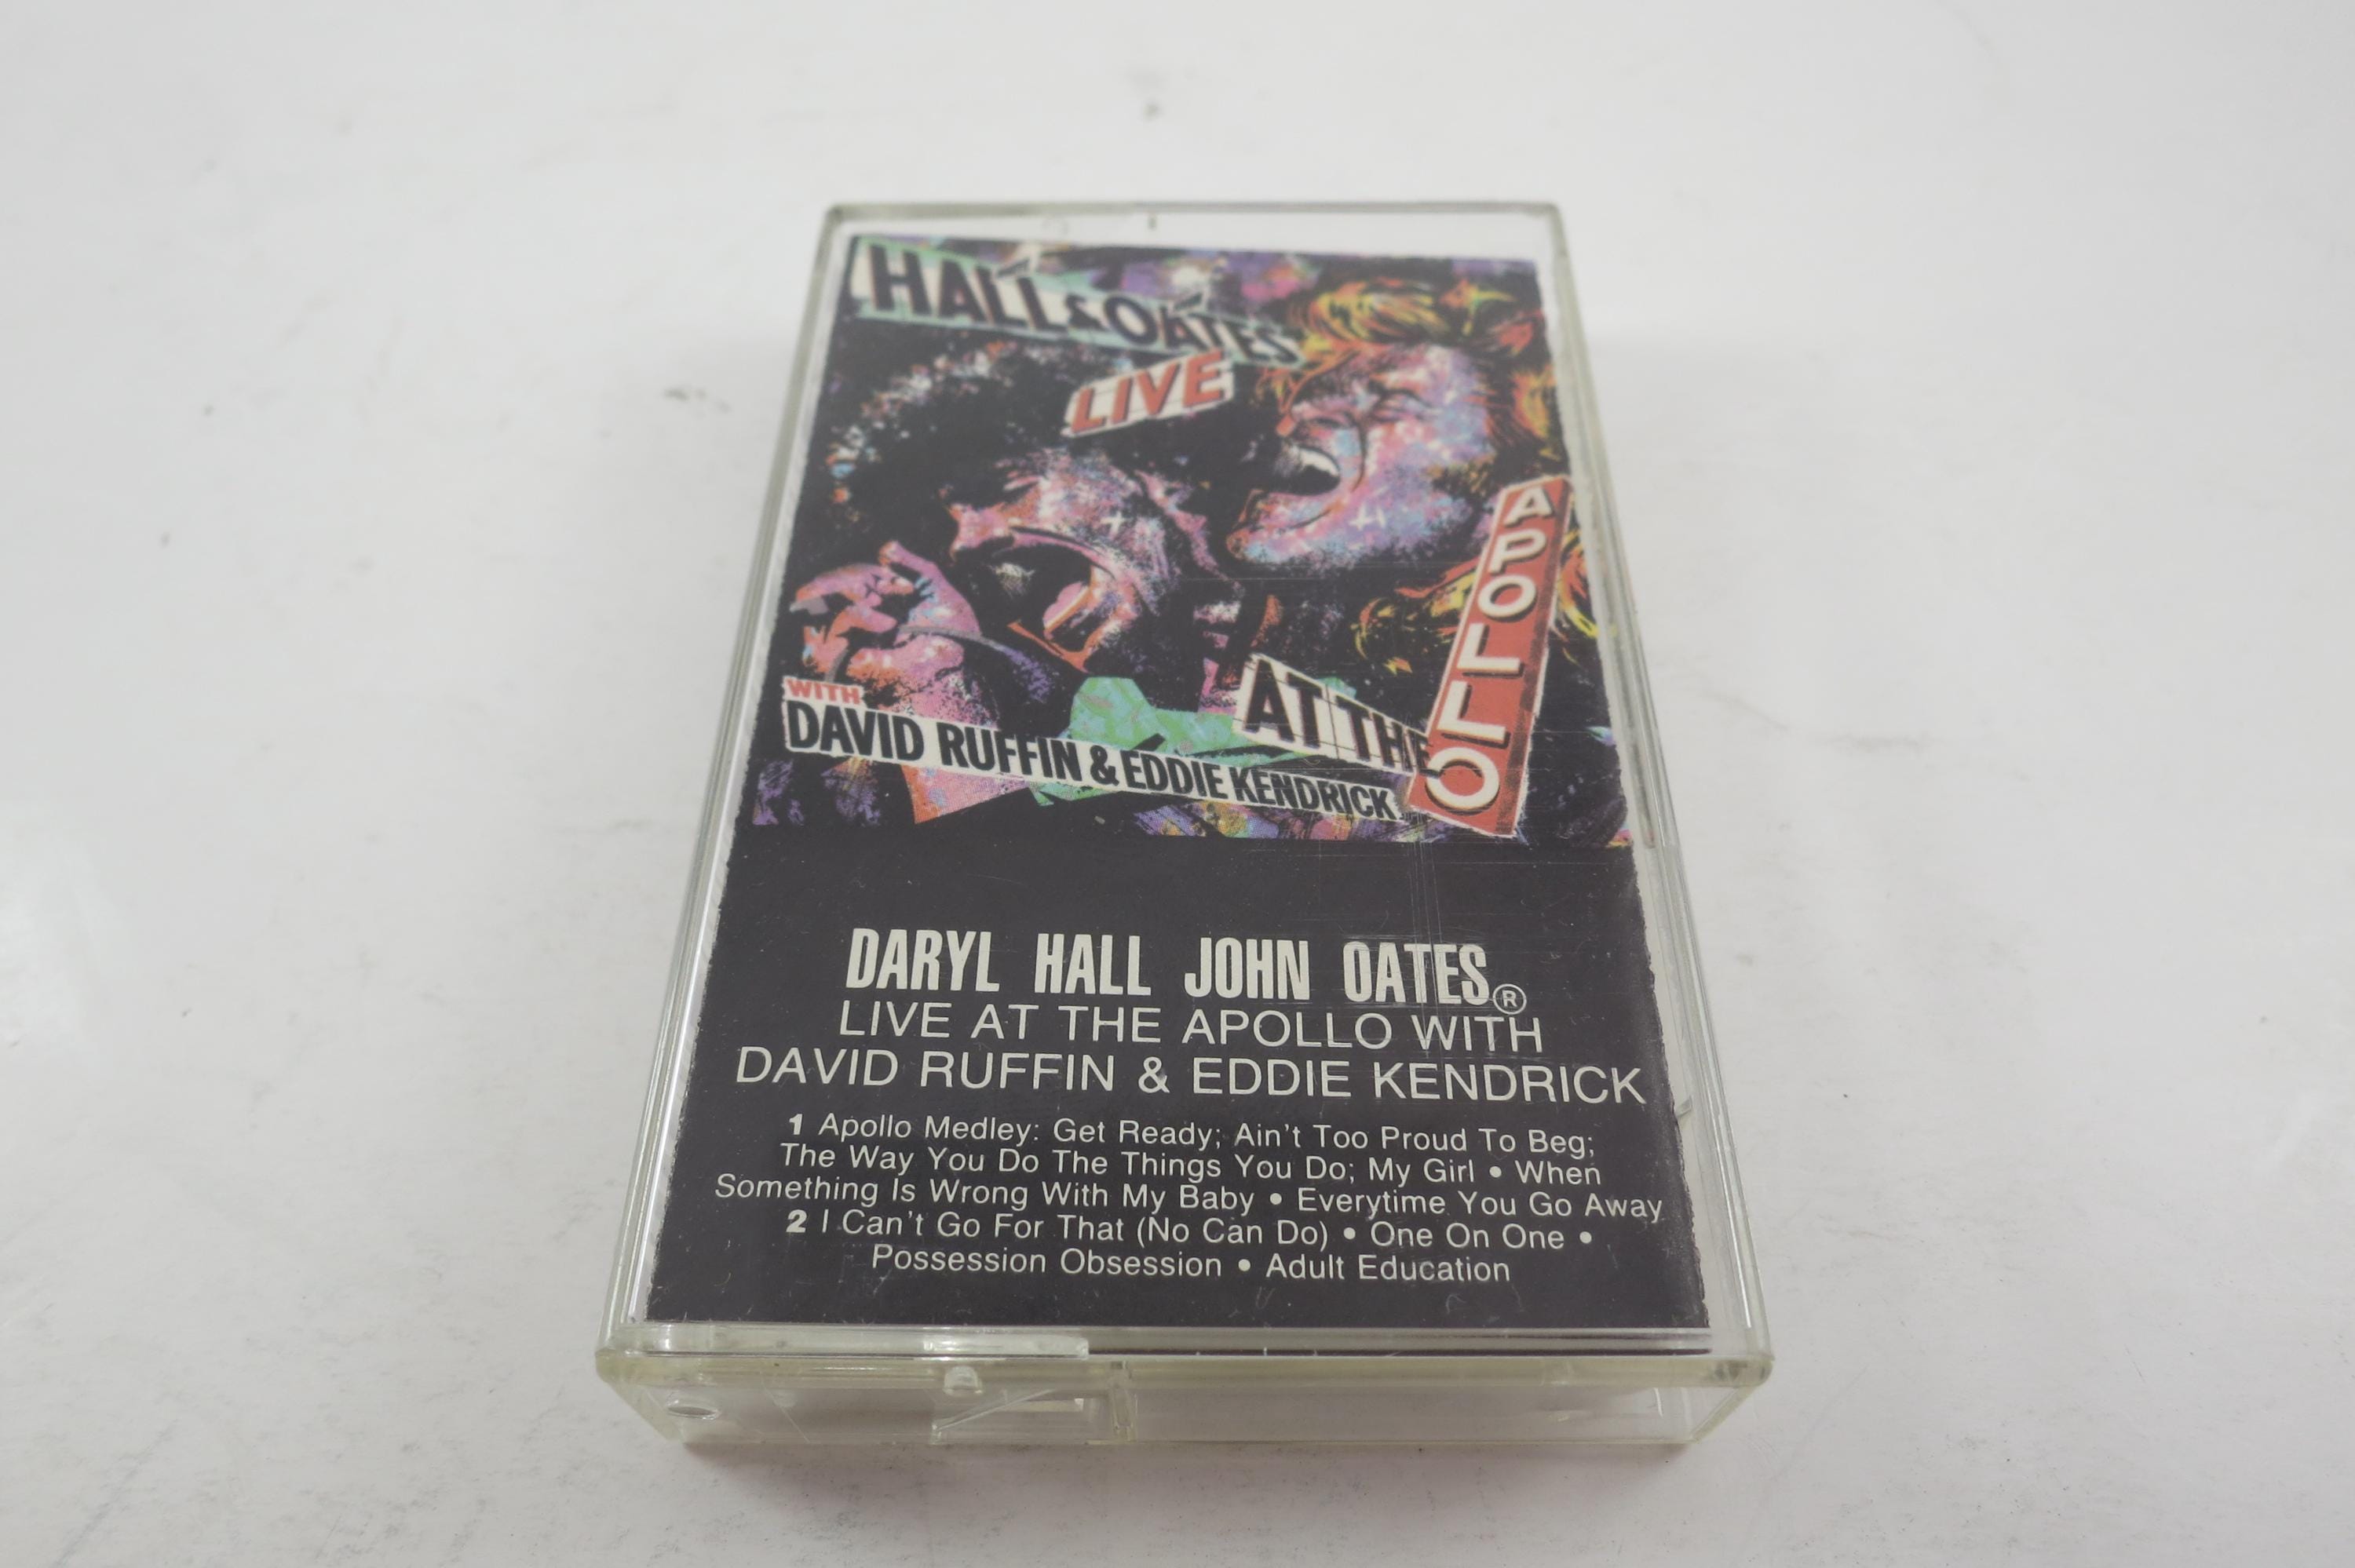 HALL & OATES
LIVE
AT THE
APOLLO
WITH
DAVID RUFFIN & EDDIE KENDRICK
DARYL HALL JOHN OATES®
LIVE AT THE APOLLO WITH
DAVID RUFFIN & EDDIE KENDRICK
1 Apollo Medley: Get Ready; Ain't Too Proud To Beg;
The Way You Do The Things You Do; My Girl • When
Something Is Wrong With My Baby • Everytime You Go Away
2 I Can't Go For That (No Can Do) • One On One •
Possession Obsession • Adult Education